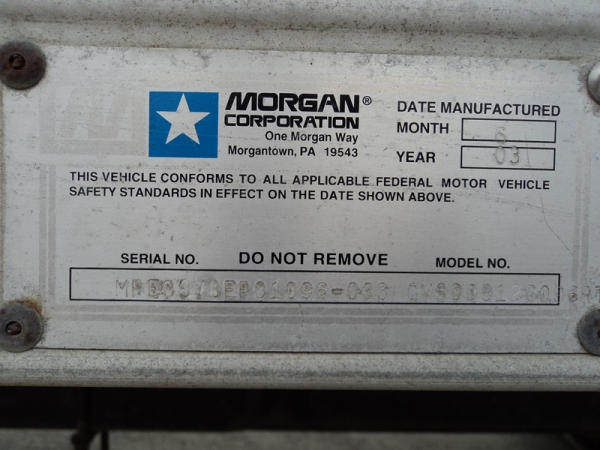 MORGAN®
CORPORATION
One Morgan Way
Morgantown, PA 19543
DATE MANUFACTURED
MONTH 6
YEAR 03
THIS VEHICLE CONFORMS TO ALL APPLICABLE FEDERAL MOTOR VEHICLE
SAFETY STANDARDS IN EFFECT ON THE DATE SHOWN ABOVE.
SERIAL NO. DO NOT REMOVE MODEL NO.